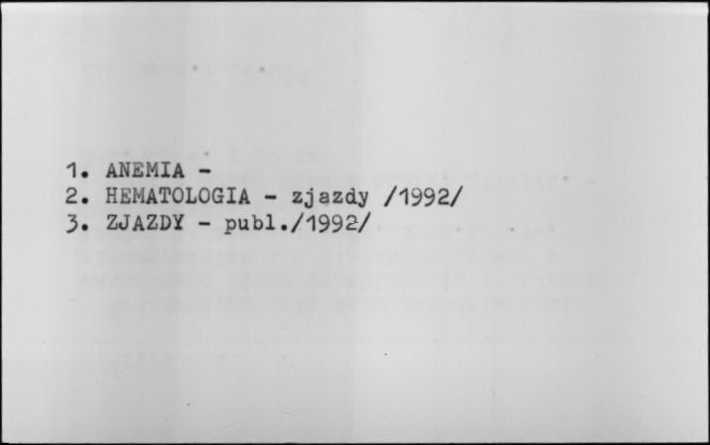 1. ANEMIA -
2. HEMATOLOGIA - zjazdy /1992/
3. ZJAZDY - publ./1992/